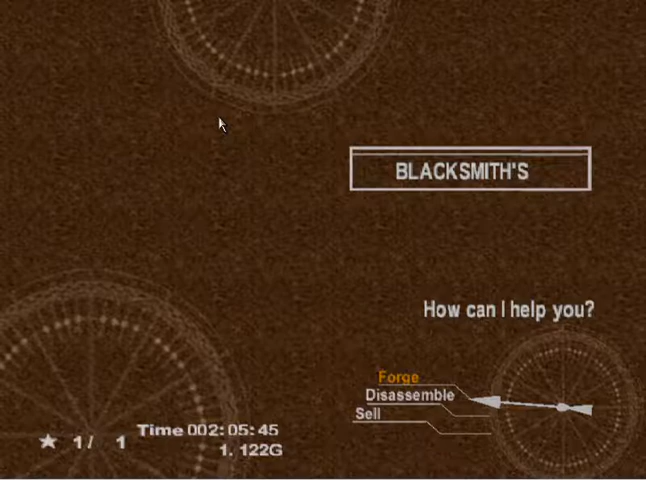 BLACKSMITH'S
How can I help you?
Forge
Disassemble
Sell
Time 002: 05: 45
★ 1/ 1
1. 122G